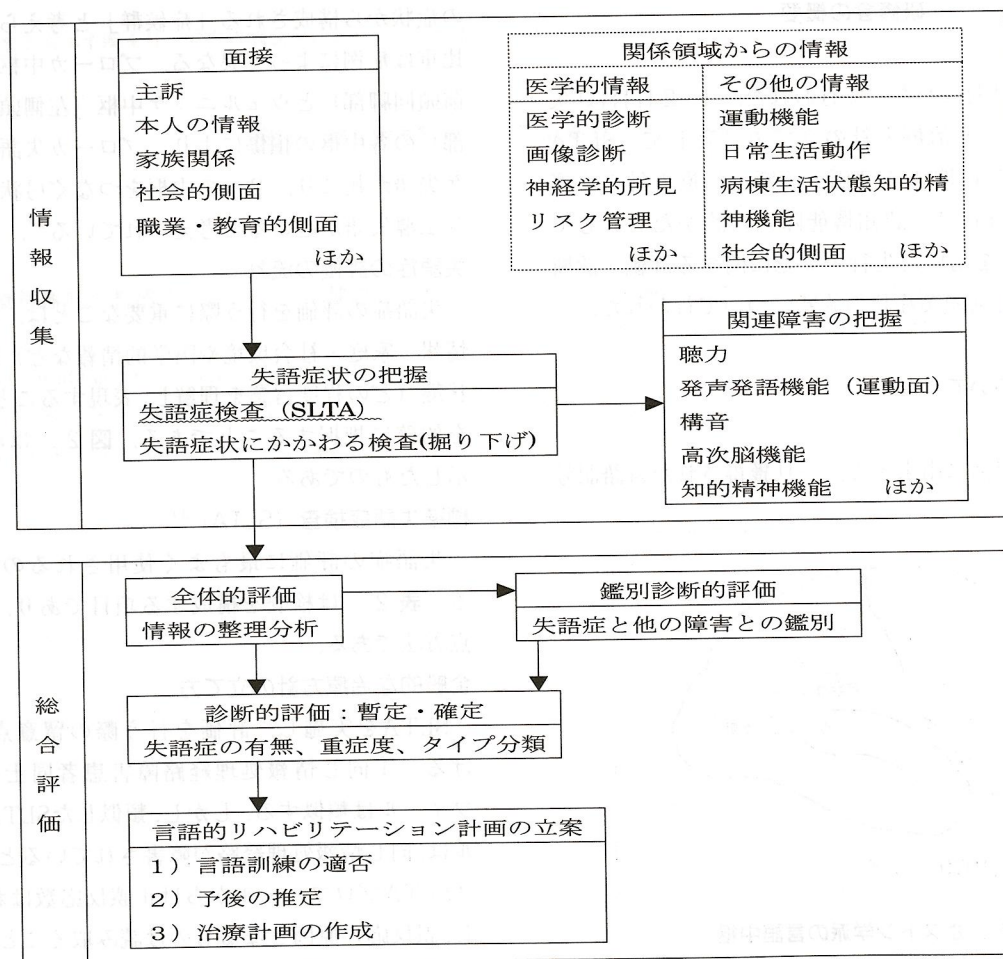 情報収集
面接
主訴
本人の情報
家族関係
社会的側面
職業・教育的側面
ほか
関係領域からの情報
医学的情報
医学的診断
画像診断
神経学的所見
リスク管理
ほか
その他の情報
運動機能
日常生活動作
病棟生活状態知的精
神機能
社会的側面 ほか
失語症状の把握
失語症検査（SLTA）
失語症状にかかわる検査(掘り下げ)
関連障害の把握
聴力
発声発語機能（運動面）
構音
高次脳機能
知的精神機能 ほか
総合評価
全体的評価
情報の整理分析
鑑別診断的評価
失語症と他の障害との鑑別
診断的評価：暫定・確定
失語症の有無、重症度、タイプ分類
言語的リハビリテーション計画の立案
1）言語訓練の適否
2）予後の推定
3）治療計画の作成